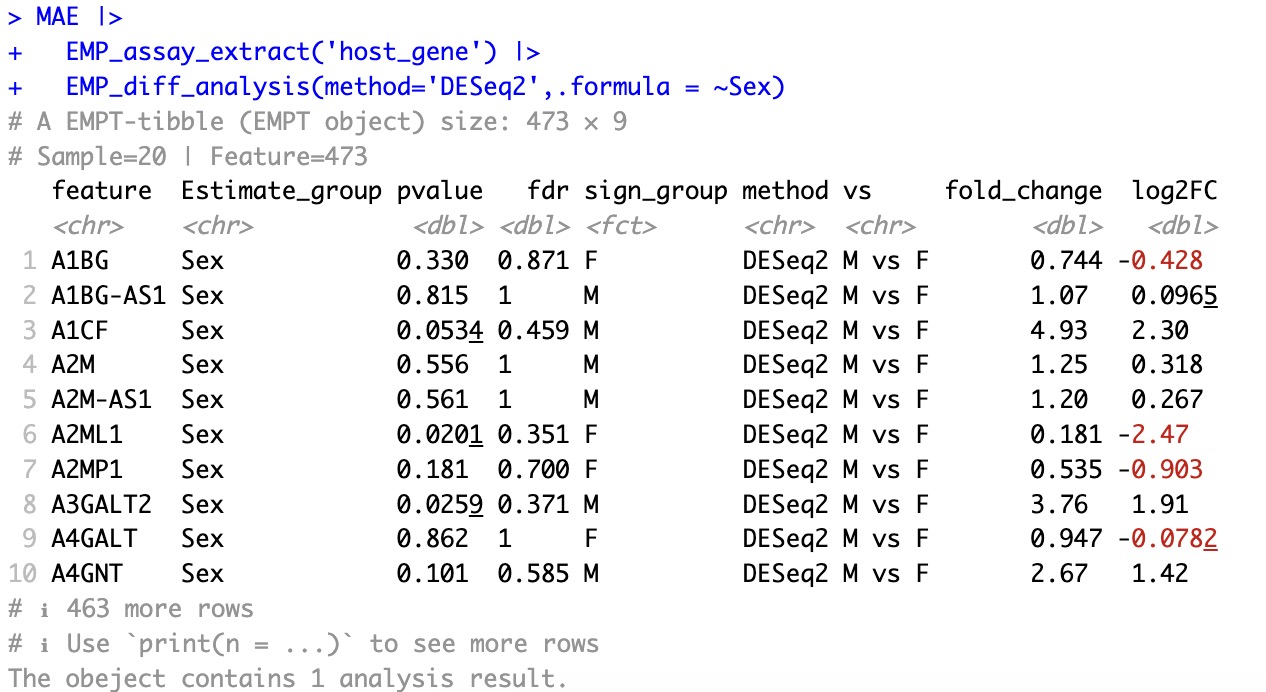 > MAE |>
+   EMP_assay_extract('host_gene') |>
+   EMP_diff_analysis(method='DESeq2',.formula = ~Sex)
# A EMPT-tibble (EMPT object) size: 473 × 9
# Sample=20 | Feature=473
   feature  Estimate_group pvalue   fdr sign_group method vs     fold_change  log2FC
   <chr>    <chr>           <dbl> <dbl> <fct>      <chr>  <chr>        <dbl>   <dbl>
 1 A1BG     Sex            0.330  0.871 F          DESeq2 M vs F       0.744 -0.428
 2 A1BG-AS1 Sex            0.815  1     M          DESeq2 M vs F       1.07   0.0965
 3 A1CF     Sex            0.0534 0.459 M          DESeq2 M vs F       4.93   2.30
 4 A2M      Sex            0.556  1     M          DESeq2 M vs F       1.25   0.318
 5 A2M-AS1  Sex            0.561  1     M          DESeq2 M vs F       1.20   0.267
 6 A2ML1    Sex            0.0201 0.351 F          DESeq2 M vs F       0.181 -2.47
 7 A2MP1    Sex            0.181  0.700 F          DESeq2 M vs F       0.535 -0.903
 8 A3GALT2  Sex            0.0259 0.371 M          DESeq2 M vs F       3.76   1.91
 9 A4GALT   Sex            0.862  1     F          DESeq2 M vs F       0.947 -0.0782
10 A4GNT    Sex            0.101  0.585 M          DESeq2 M vs F       2.67   1.42
# ℹ 463 more rows
# ℹ Use `print(n = ...)` to see more rows
The obeject contains 1 analysis result.